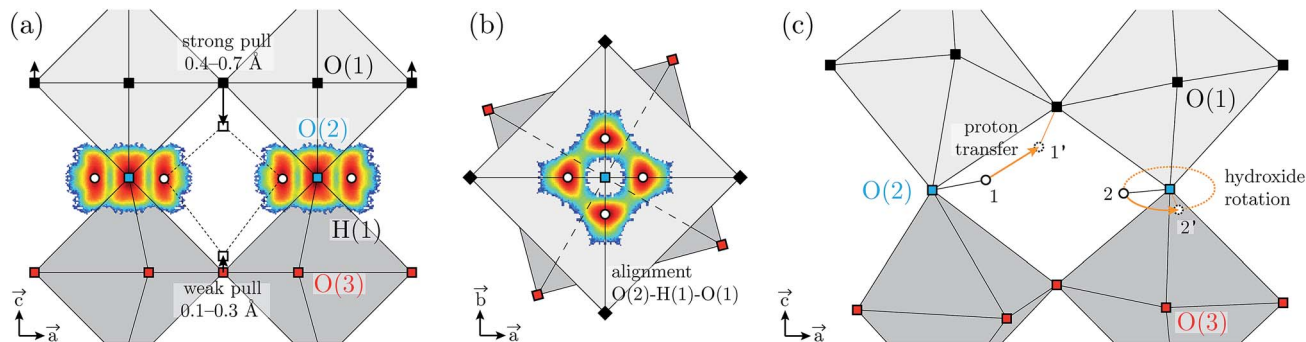 (a)
strong pull
0.4–0.7 Å
O(1)
O(2)
H(1)
O(3)
weak pull
0.1–0.3 Å
c
a
(b)
alignment
O(2)-H(1)-O(1)
b
a
(c)
O(1)
proton
transfer
1'
O(2)
1
2
hydroxide
rotation
2'
O(3)
c
a